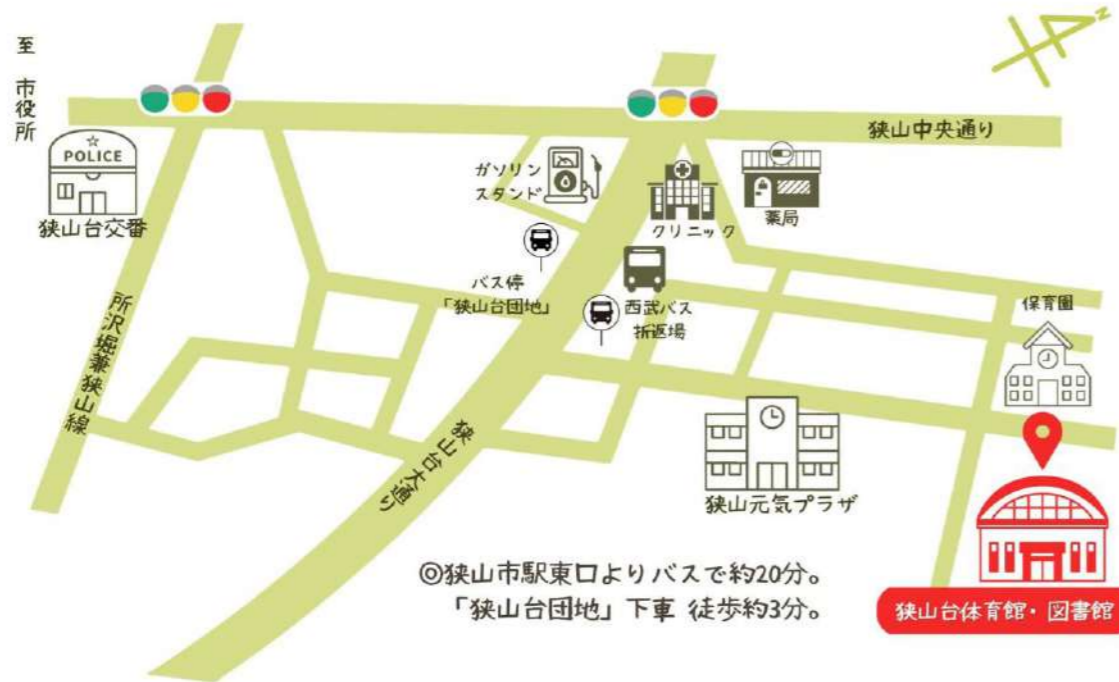 N
至 市役所
狭山中央通り
POLICE
狭山台交番
ガソリン
スタンド
クリニック
薬局
バス停
「狭山台団地」
西武バス
折返場
保育園
所沢堀兼狭山線
狭山台大通り
狭山元気プラザ
◎狭山市駅東口よりバスで約20分。
「狭山台団地」下車 徒歩約3分。
狭山台体育館・図書館